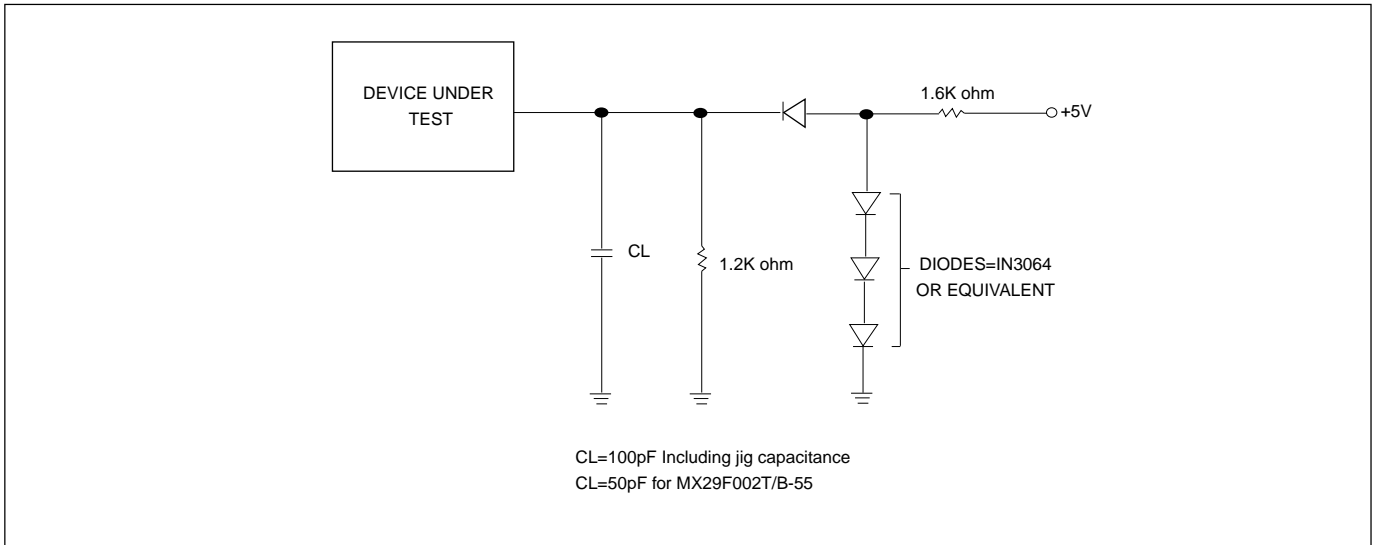 DEVICE UNDER
TEST
1.6K ohm
+5V
CL
1.2K ohm
DIODES=IN3064
OR EQUIVALENT
CL=100pF Including jig capacitance
CL=50pF for MX29F002T/B-55